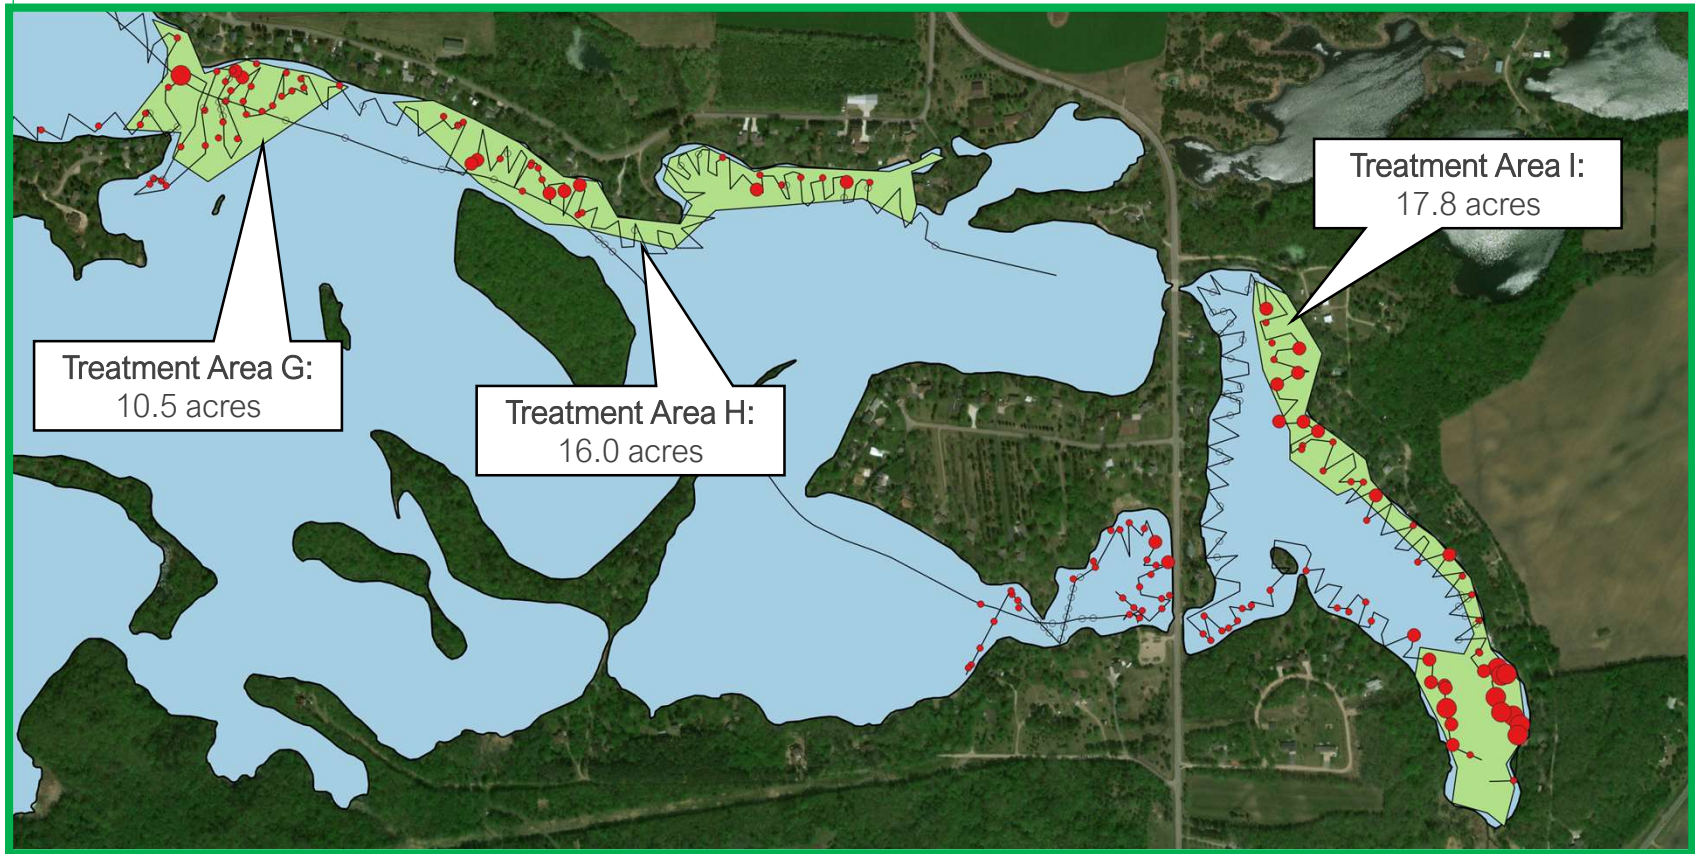 Treatment Area I:
17.8 acres
Treatment Area G:
10.5 acres
Treatment Area H:
16.0 acres